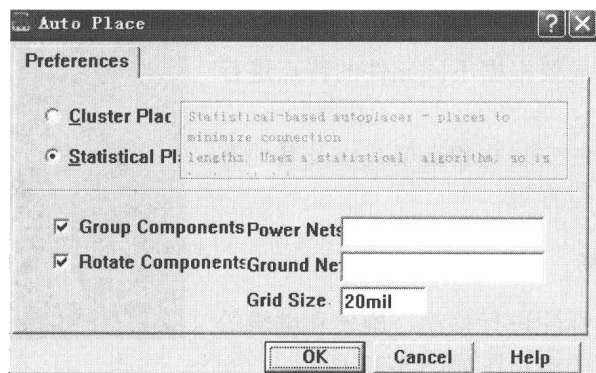 Auto Place
Preferences
Cluster Plac
Statistical Pl
Statistical-based autoplacer - places to
minimize connection
lengths. Uses a statistical algorithm, so is
Group Components
Power Nets
Rotate Components
Ground Ne
Grid Size
20mil
OK Cancel Help